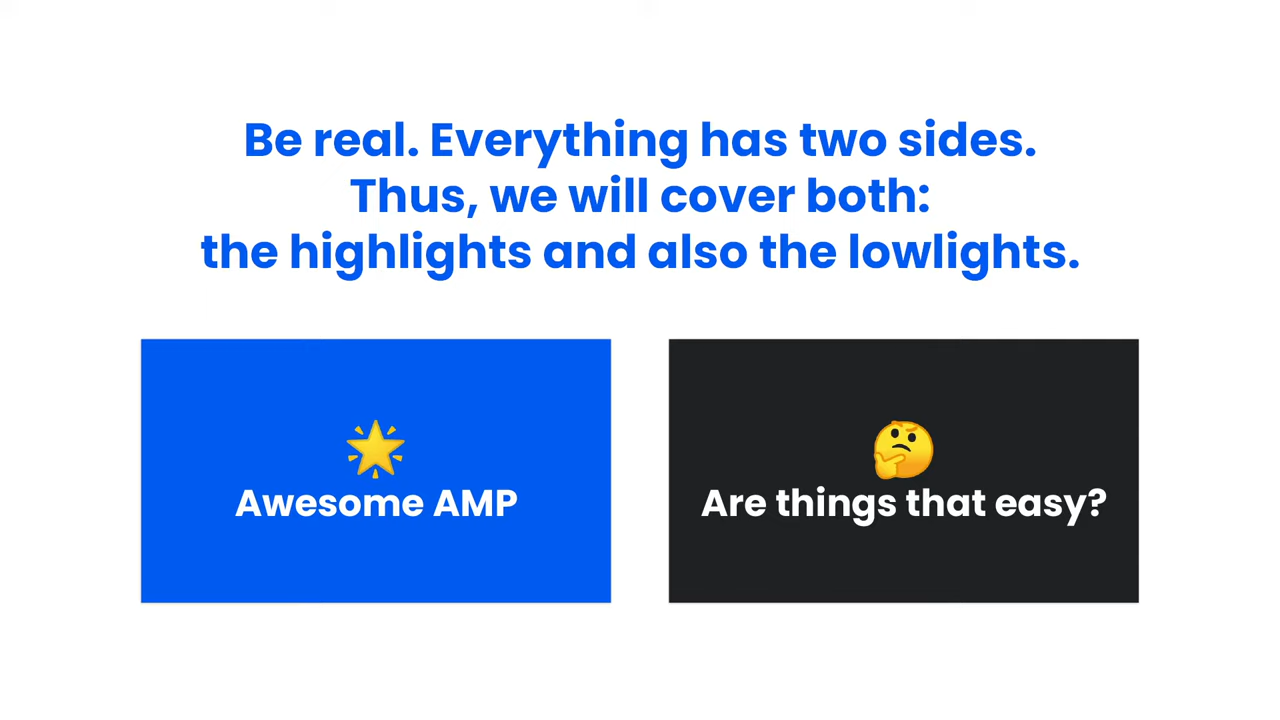 Be real. Everything has two sides.
Thus, we will cover both:
the highlights and also the lowlights.
Awesome AMP
Are things that easy?